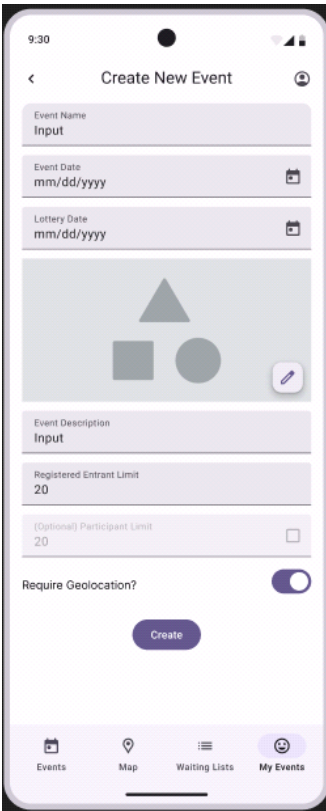 9:30
Create New Event
Event Name
Input
Event Date
mm/dd/yyyy
Lottery Date
mm/dd/yyyy
Event Description
Input
Registered Entrant Limit
20
(Optional) Participant Limit
20
Require Geolocation?
Create
Events Map Waiting Lists My Events